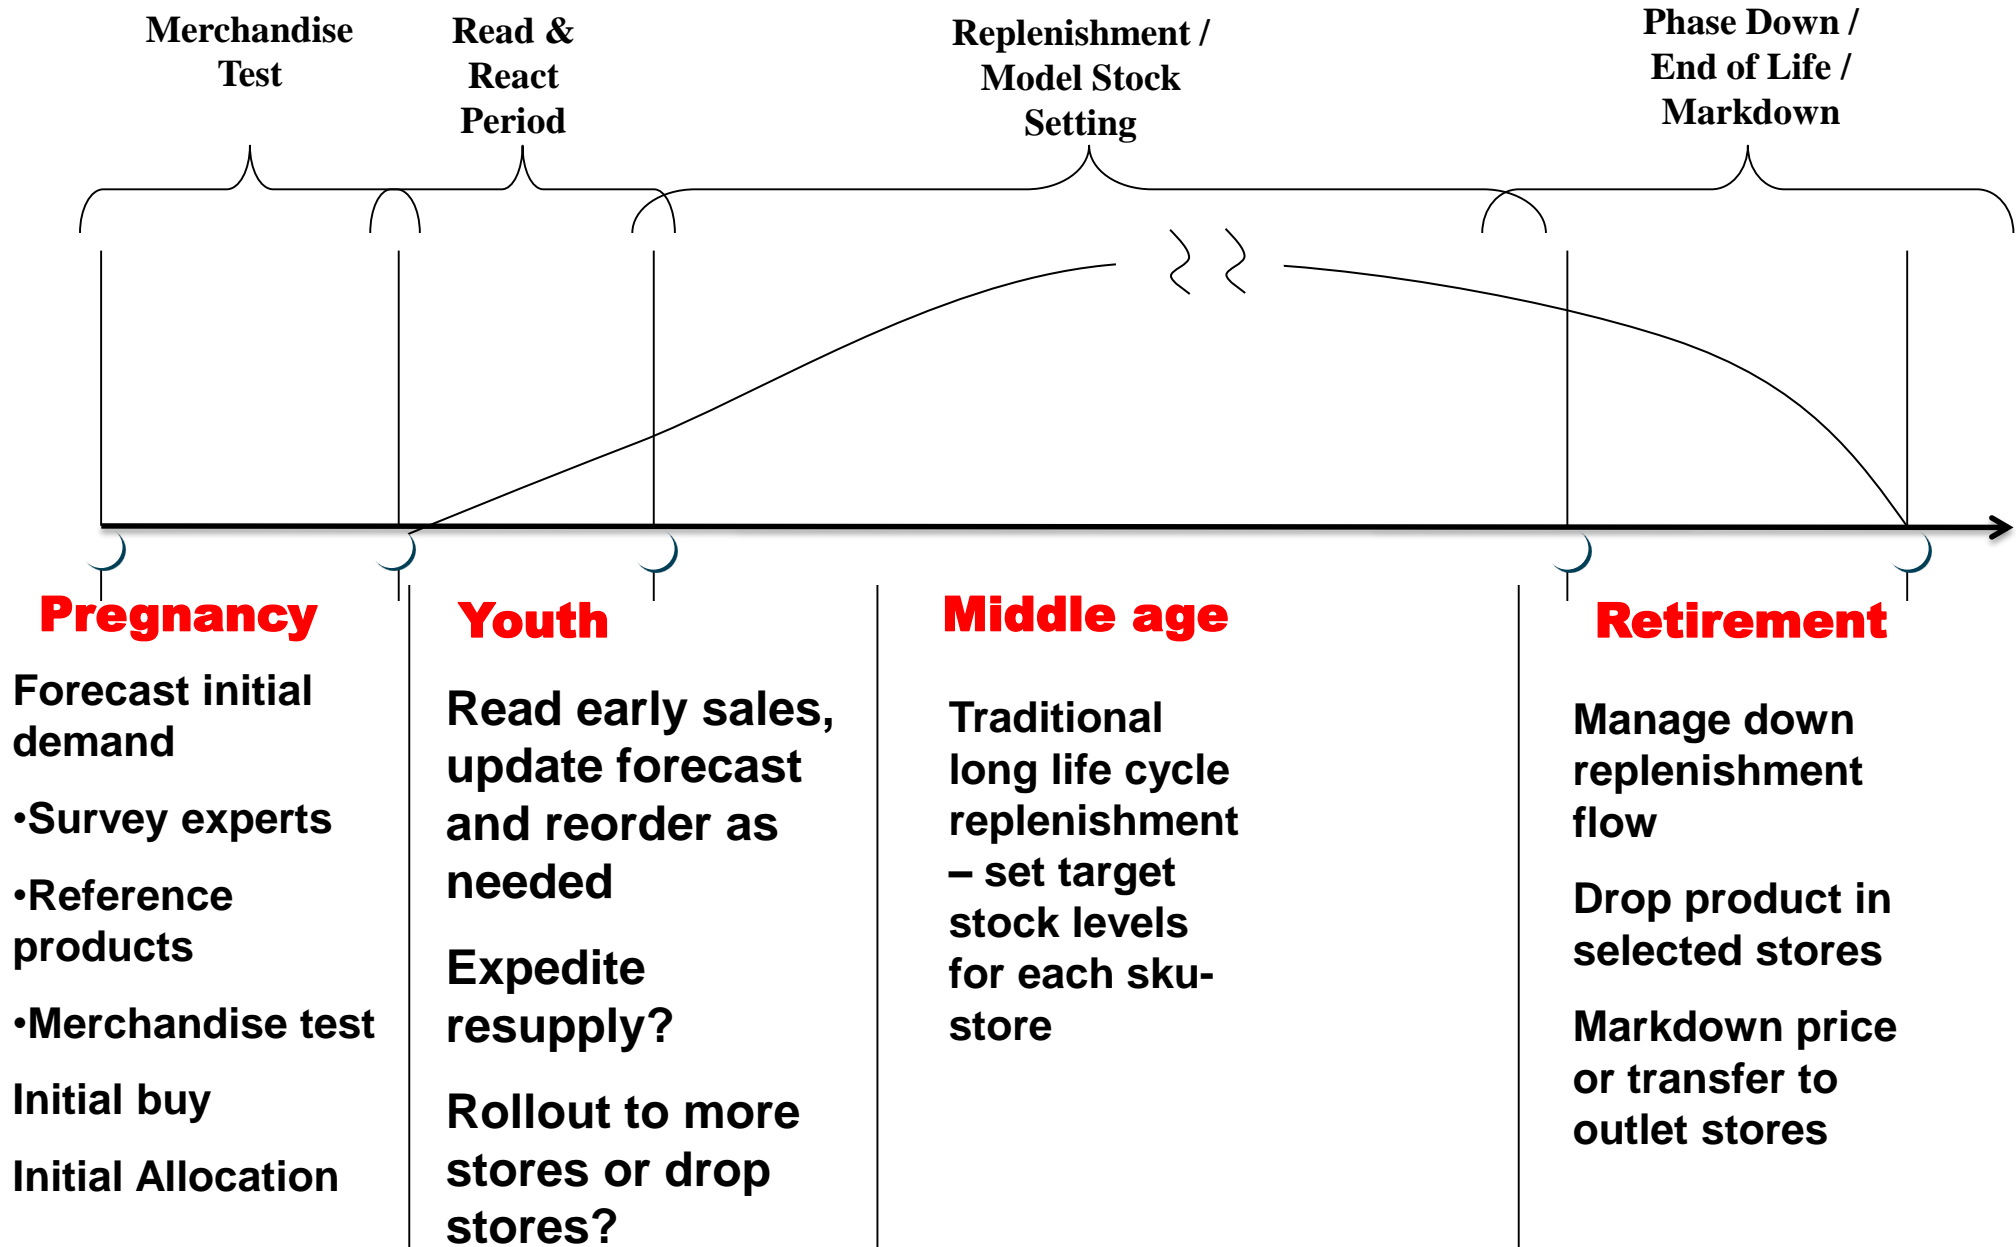 Merchandise
Test
Read &
React
Period
Replenishment /
Model Stock
Setting
Phase Down /
End of Life /
Markdown
Pregnancy
Forecast initial
demand
•Survey experts
•Reference
products
•Merchandise test
Initial buy
Initial Allocation
Youth
Read early sales,
update forecast
and reorder as
needed
Expedite
resupply?
Rollout to more
stores or drop
stores?
Middle age
Traditional
long life cycle
replenishment
– set target
stock levels
for each sku-
store
Retirement
Manage down
replenishment
flow
Drop product in
selected stores
Markdown price
or transfer to
outlet stores